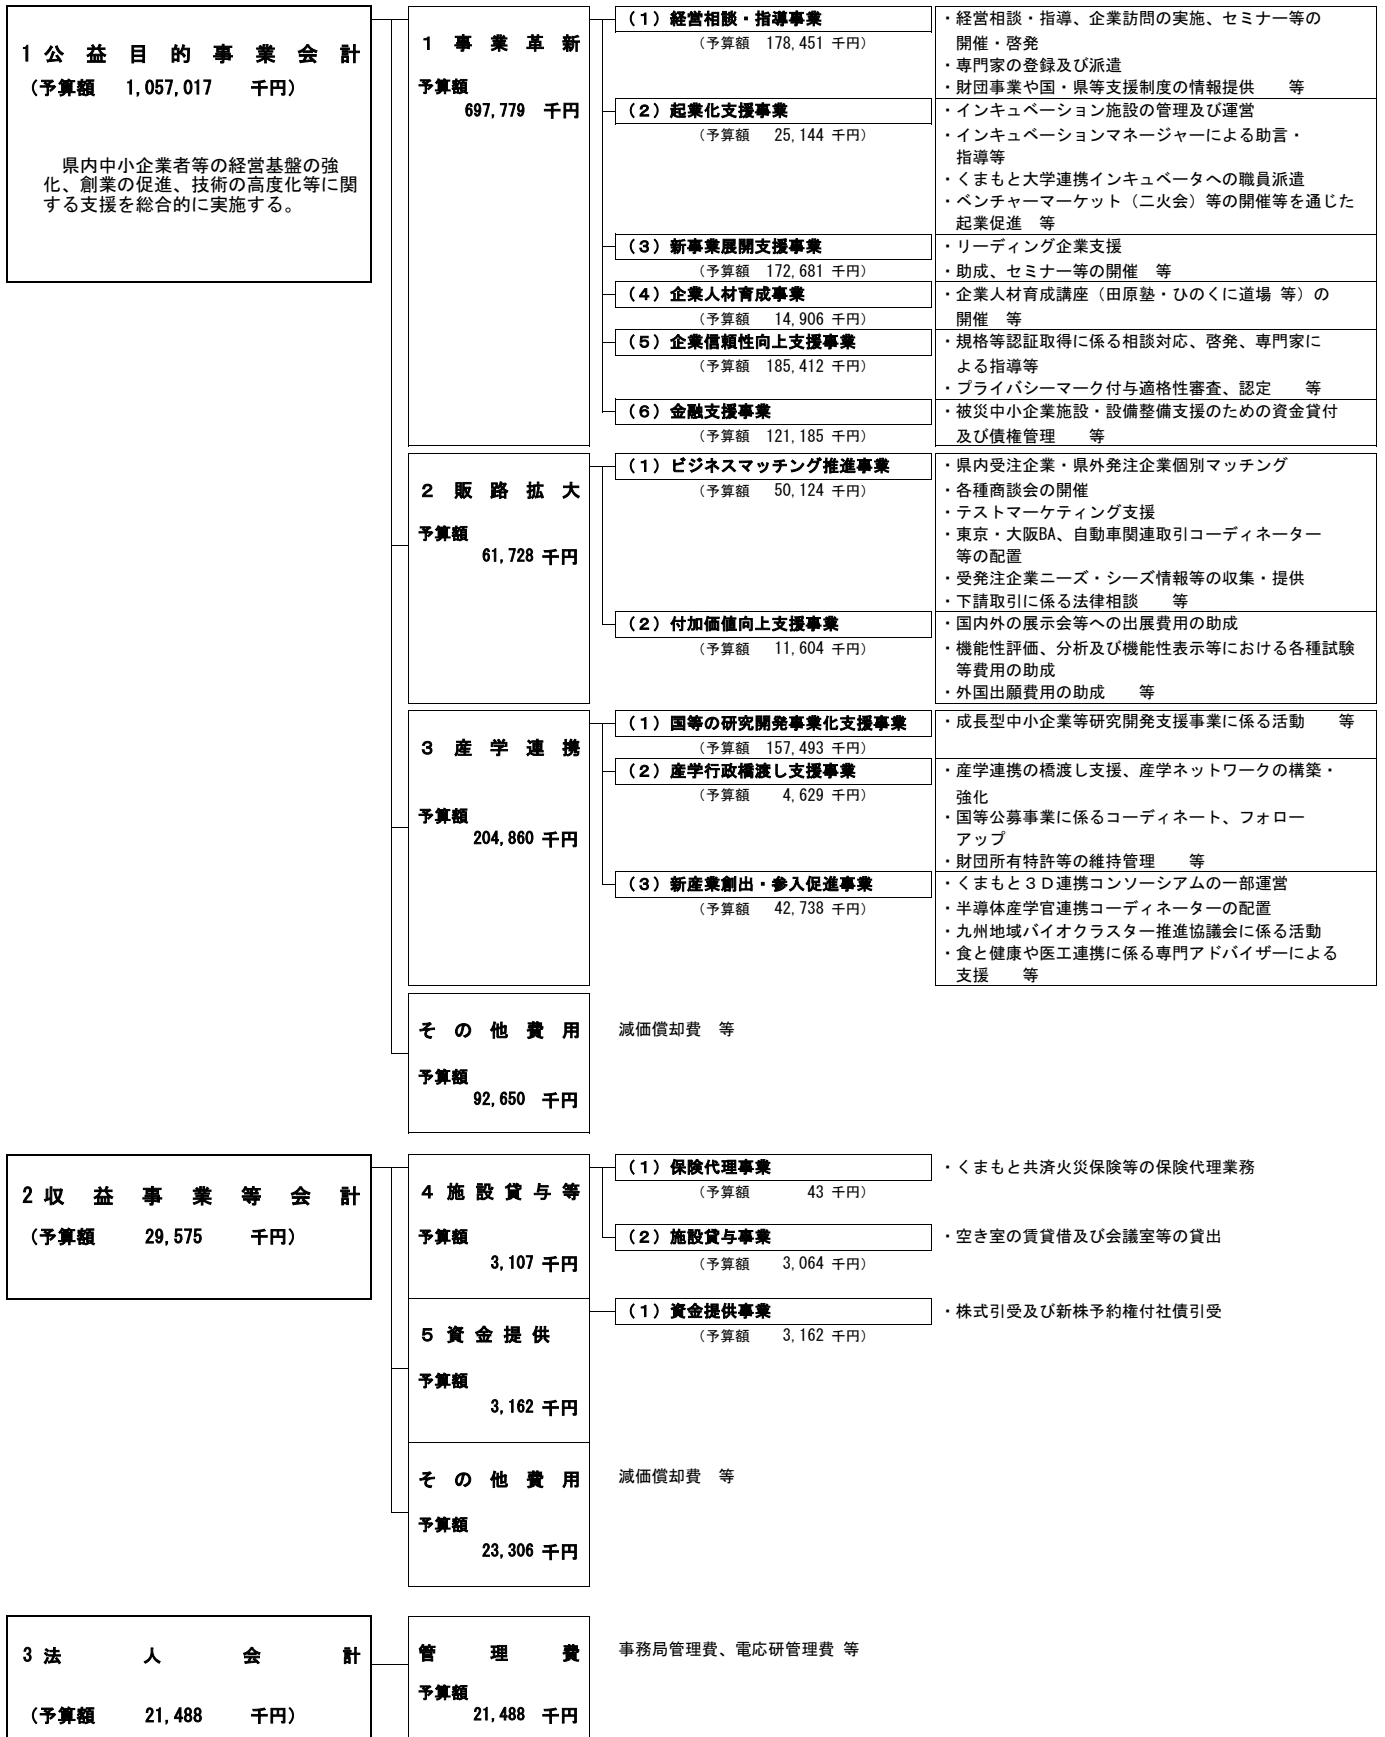 1 公益目的事業会計
（予算額　1,057,017　千円）
県内中小企業者等の経営基盤の強
化、創業の促進、技術の高度化等に関
する支援を総合的に実施する。
１ 事業革新
予算額
697,779 千円
（１）経営相談・指導事業
（予算額　178,451 千円）
・経営相談・指導、企業訪問の実施、セミナー等の
開催・啓発
・専門家の登録及び派遣
・財団事業や国・県等支援制度の情報提供　　等
（２）起業化支援事業
（予算額　25,144 千円）
・インキュベーション施設の管理及び運営
・インキュベーションマネージャーによる助言・
指導等
・くまもと大学連携インキュベータへの職員派遣
・ベンチャーマーケット（二火会）等の開催等を通じた
起業促進　等
（３）新事業展開支援事業
（予算額　172,681 千円）
・リーディング企業支援
・助成、セミナー等の開催　等
（４）企業人材育成事業
（予算額　14,906 千円）
・企業人材育成講座（田原塾・ひのくに道場 等）の
開催　等
（５）企業信頼性向上支援事業
（予算額　185,412 千円）
・規格等認証取得に係る相談対応、啓発、専門家に
よる指導等
・プライバシーマーク付与適格性審査、認定　　等
（６）金融支援事業
（予算額　121,185 千円）
・被災中小企業施設・設備整備支援のための資金貸付
及び債権管理　　等
２ 販路拡大
予算額
61,728 千円
（１）ビジネスマッチング推進事業
（予算額　50,124 千円）
・県内受注企業・県外発注企業個別マッチング
・各種商談会の開催
・テストマーケティング支援
・東京・大阪BA、自動車関連取引コーディネーター
等の配置
・受発注企業ニーズ・シーズ情報等の収集・提供
・下請取引に係る法律相談　　等
（２）付加価値向上支援事業
（予算額　11,604 千円）
・国内外の展示会等への出展費用の助成
・機能性評価、分析及び機能性表示等における各種試験
等費用の助成
・外国出願費用の助成　　等
３ 産学連携
予算額
204,860 千円
（１）国等の研究開発事業化支援事業
（予算額　157,493 千円）
・成長型中小企業等研究開発支援事業に係る活動　　等
（２）産学行政橋渡し支援事業
（予算額　4,629 千円）
・産学連携の橋渡し支援、産学ネットワークの構築・
強化
・国等公募事業に係るコーディネート、フォロー
アップ
・財団所有特許等の維持管理　　等
（３）新産業創出・参入促進事業
（予算額　42,738 千円）
・くまもと３Ｄ連携コンソーシアムの一部運営
・半導体産学官連携コーディネーターの配置
・九州地域バイオクラスター推進協議会に係る活動
・食と健康や医工連携に係る専門アドバイザーによる
支援　　等
その他費用
予算額
92,650 千円
減価償却費　等
2 収益事業等会計
（予算額　29,575　千円）
４ 施設貸与等
予算額
3,107 千円
（１）保険代理事業
（予算額　43 千円）
・くまもと共済火災保険等の保険代理業務
（２）施設貸与事業
（予算額　3,064 千円）
・空き室の賃貸借及び会議室等の貸出
５ 資金提供
予算額
3,162 千円
（１）資金提供事業
（予算額　3,162 千円）
・株式引受及び新株予約権付社債引受
その他費用
予算額
23,306 千円
減価償却費　等
3 法人会計
（予算額　21,488　千円）
管理費
予算額
21,488 千円
事務局管理費、電応研管理費 等